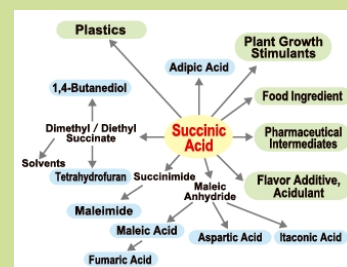 Plastics
Plant Growth
Stimulants
Adipic Acid
1,4-Butanediol
Food Ingredient
Dimethyl / Diethyl
Succinate
Succinic
Acid
Pharmaceutical
Intermediates
Solvents
Tetrahydrofuran
Succinimide
Maleic
Anhydride
Flavor Additive,
Acidulant
Maleimide
Maleic Acid
Aspartic Acid
Itaconic Acid
Fumaric Acid